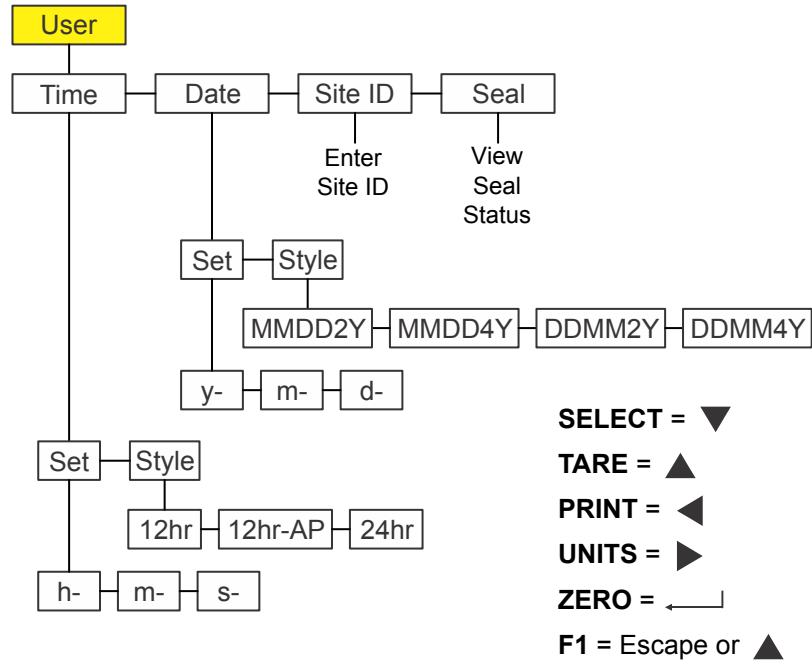 User
Time
Date
Site ID
Seal
Enter
Site ID
View
Seal
Status
Set
Style
MMDD2Y
MMDD4Y
DDMM2Y
DDMM4Y
y-
m-
d-
Set
Style
12hr
12hr-AP
24hr
h-
m-
s-
SELECT = ▼
TARE = ▲
PRINT = ◀
UNITS = ▶
ZERO = ↵
F1 = Escape or ▲